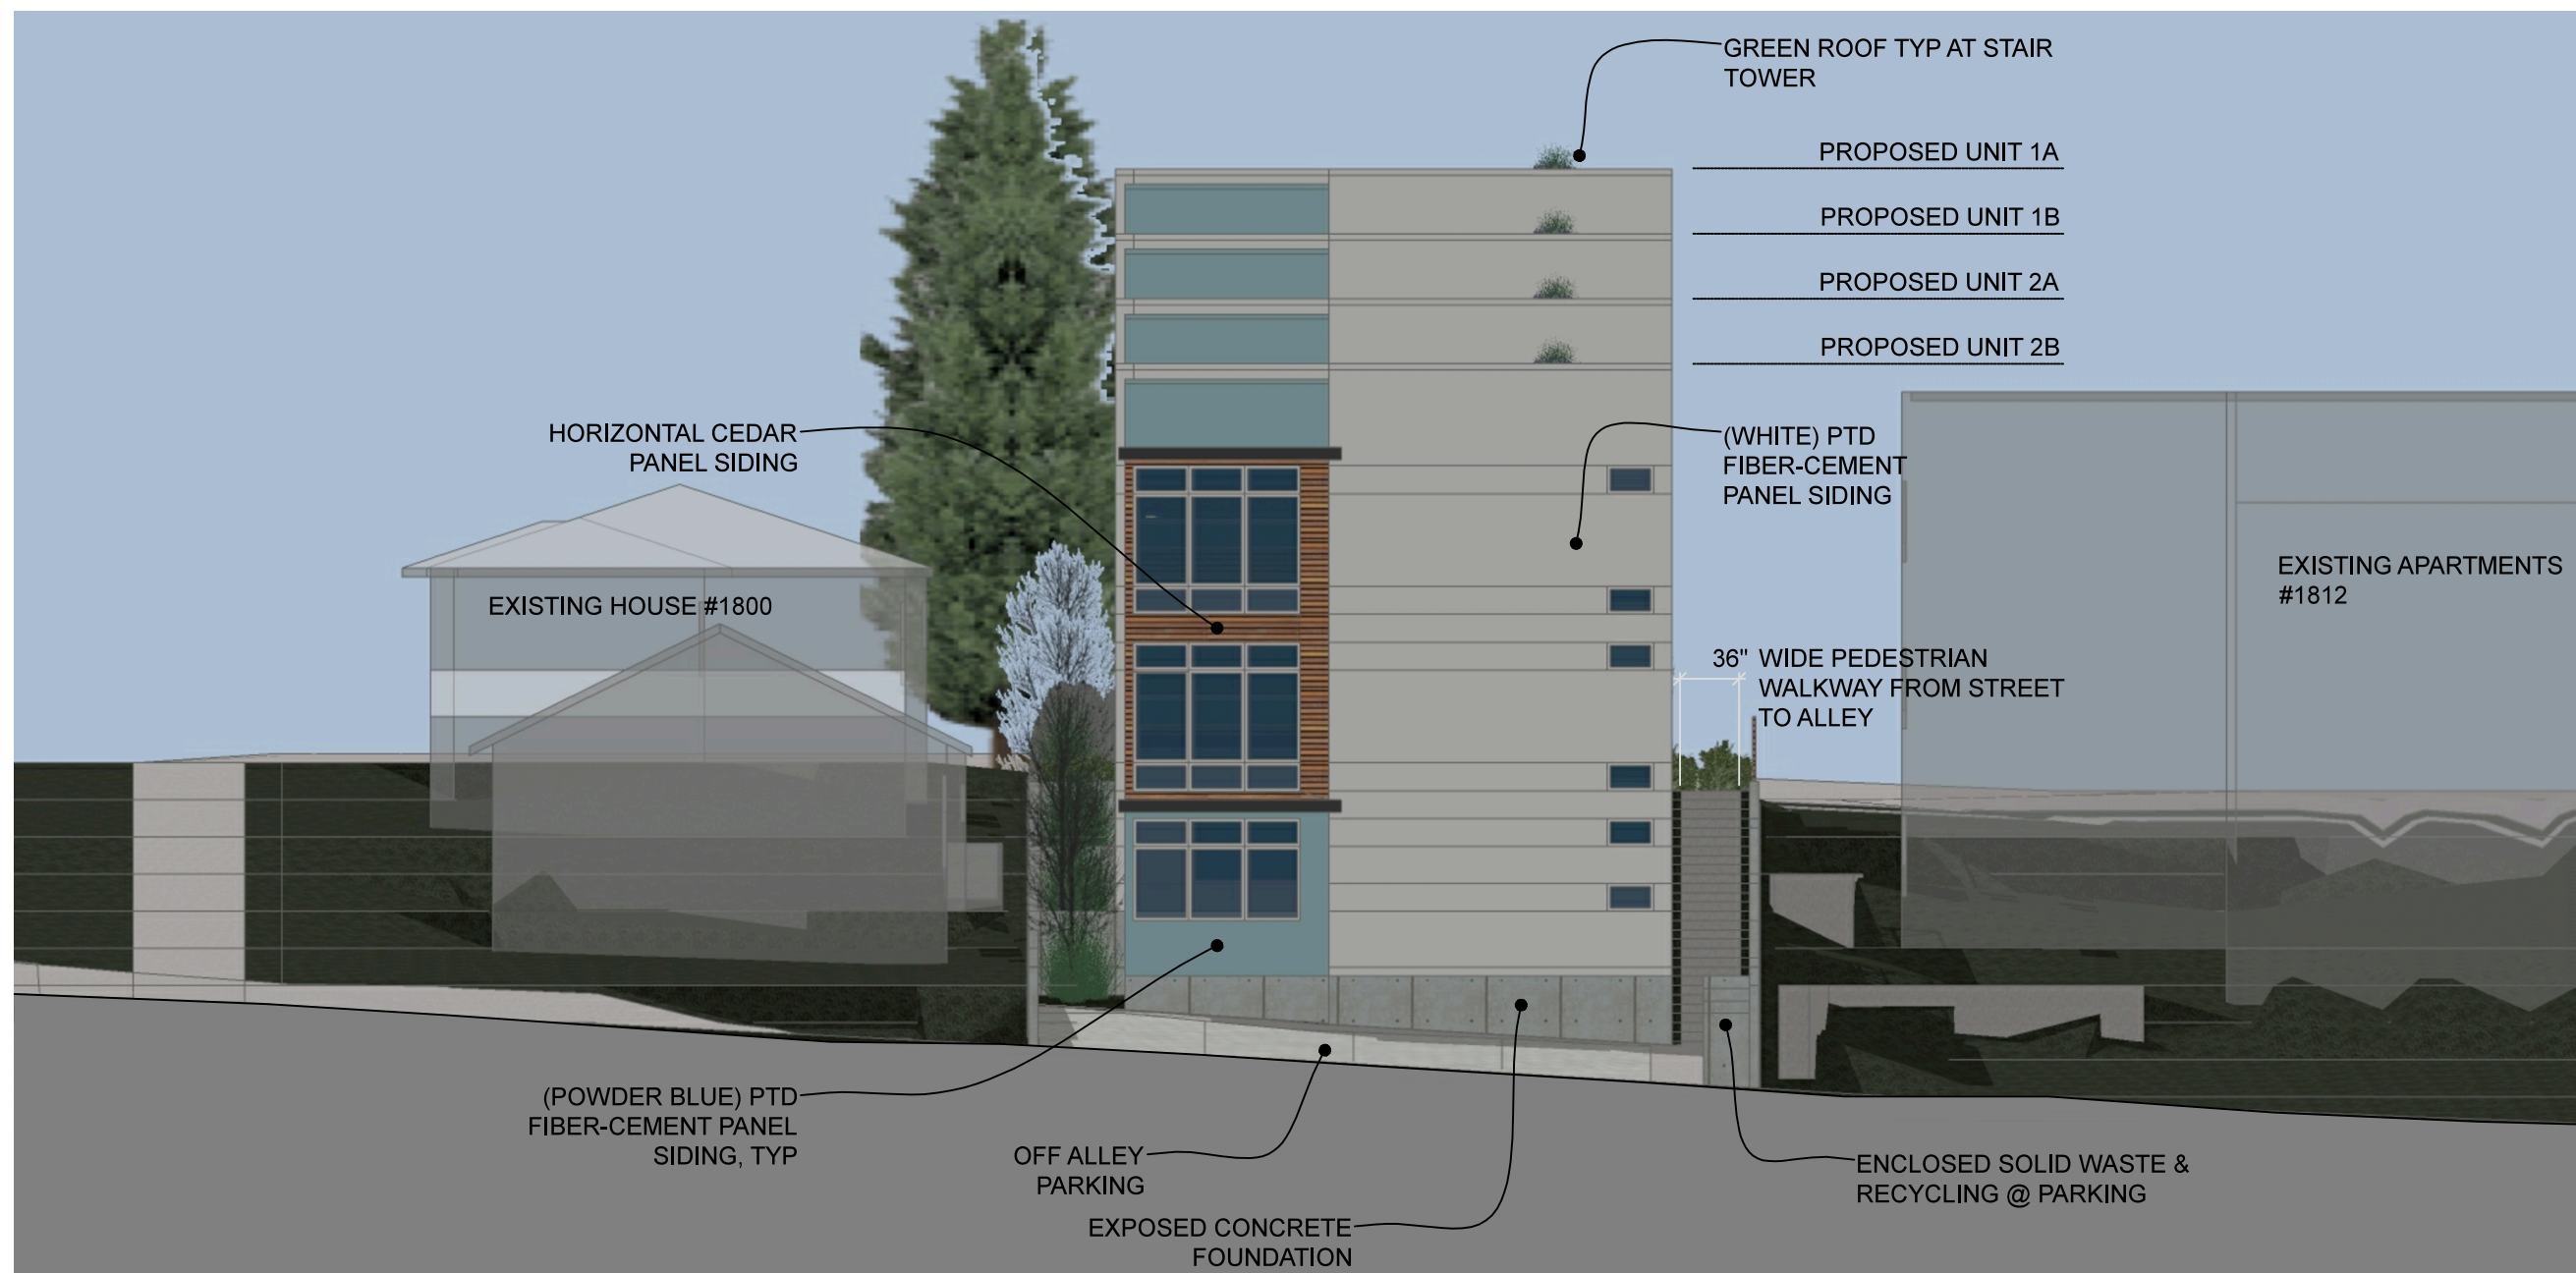 GREEN ROOF TYP AT STAIR
TOWER
PROPOSED UNIT 1A
PROPOSED UNIT 1B
PROPOSED UNIT 2A
PROPOSED UNIT 2B
HORIZONTAL CEDAR
PANEL SIDING
(WHITE) PTD
FIBER-CEMENT
PANEL SIDING
EXISTING HOUSE #1800
EXISTING APARTMENTS
#1812
36" WIDE PEDESTRIAN
WALKWAY FROM STREET
TO ALLEY
(POWDER BLUE) PTD
FIBER-CEMENT PANEL
SIDING, TYP
OFF ALLEY
PARKING
EXPOSED CONCRETE
FOUNDATION
ENCLOSED SOLID WASTE &
RECYCLING @ PARKING